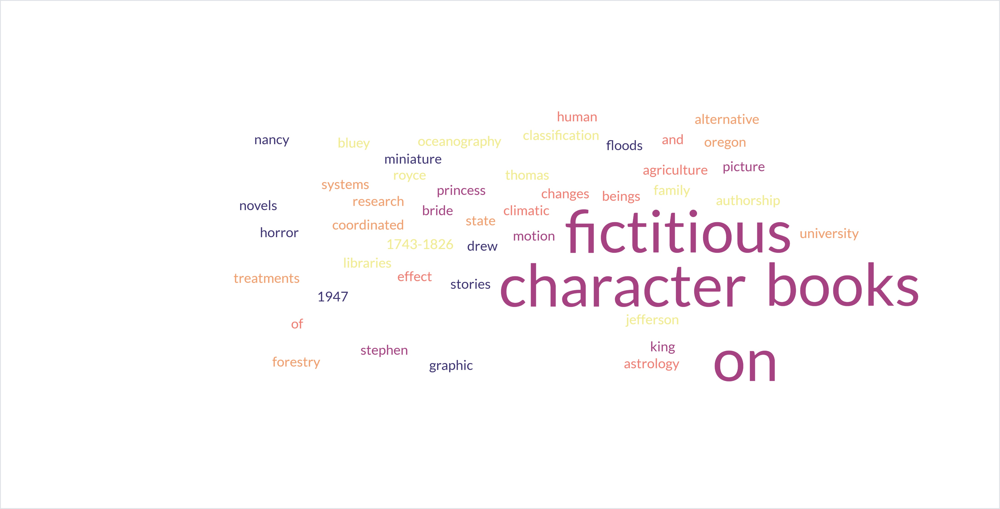 human
alternative
nancy
bluey
oceanography
classification
floods
and
oregon
miniature
royce
thomas
agriculture
picture
systems
princess
changes
beings
family
novels
research
authorship
bride
climatic
horror
coordinated
state
motion
fictitious
university
1743-1826
drew
libraries
treatments
effect
stories
character
books
1947
of
jefferson
stephen
king
forestry
graphic
astrology
on